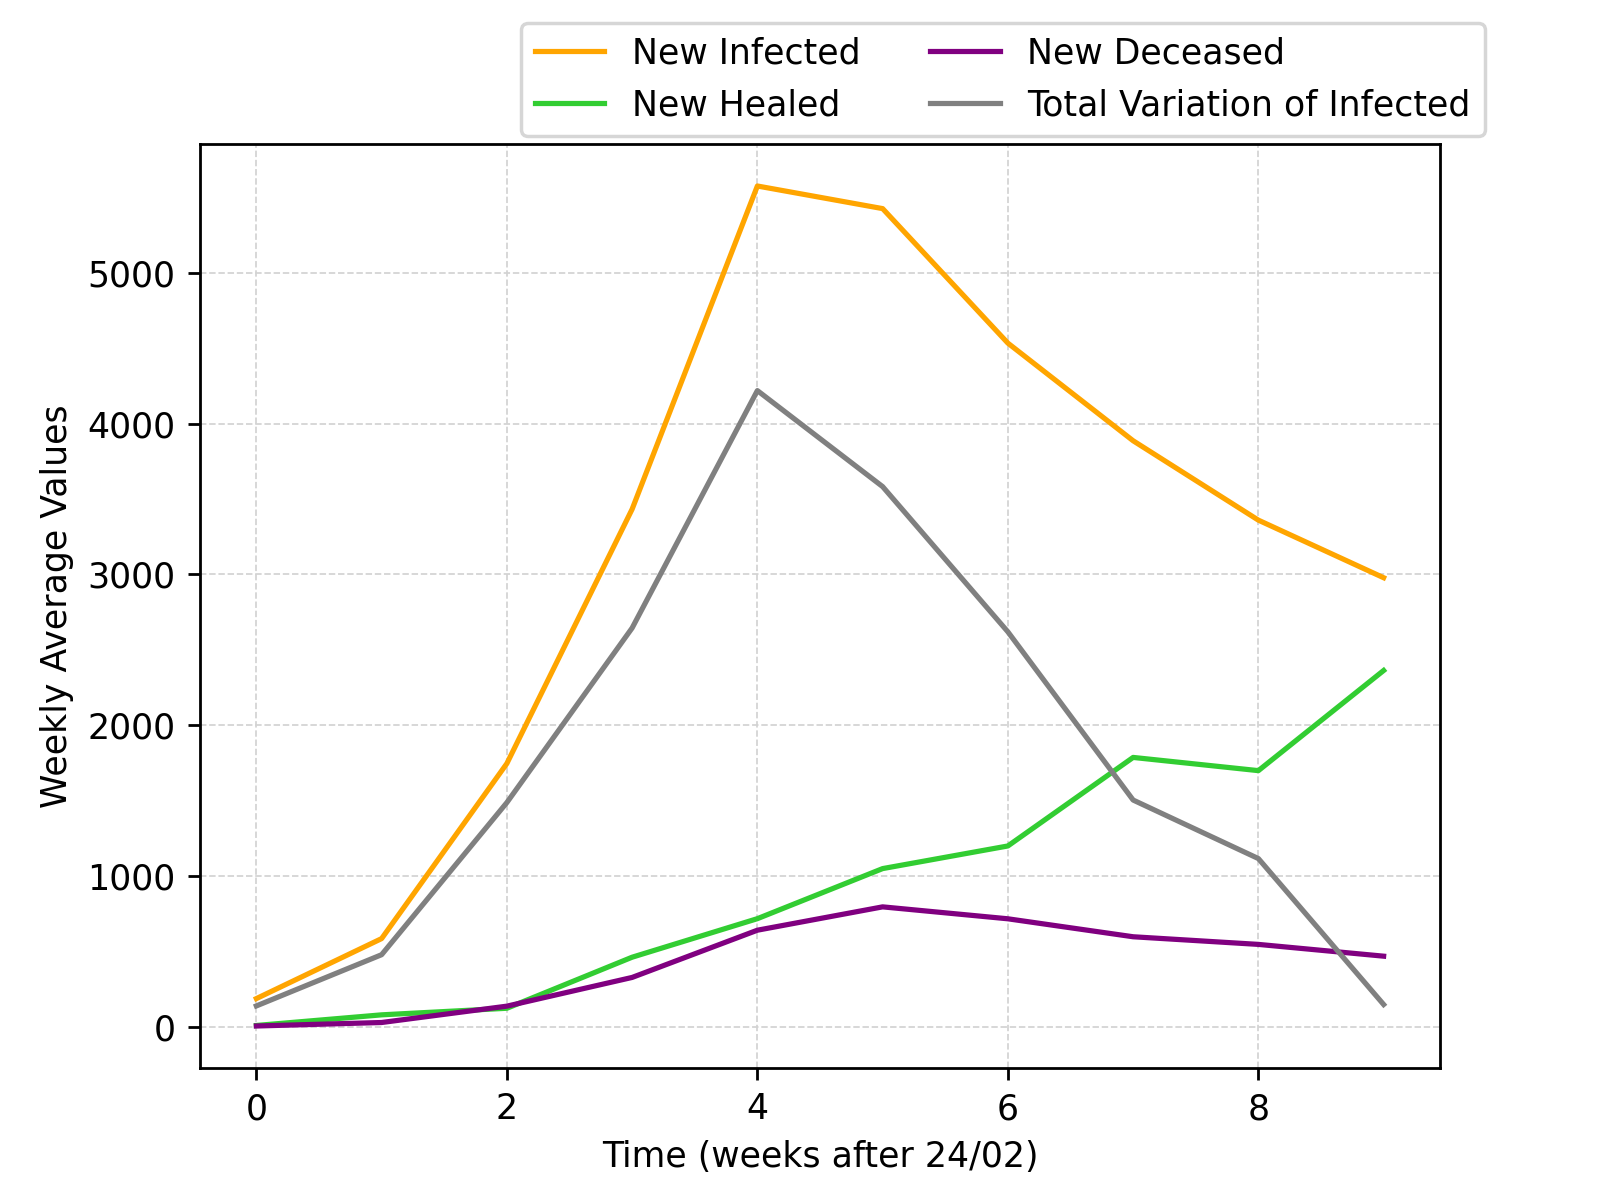 New Infected
New Healed
New Deceased
Total Variation of Infected
Weekly Average Values
5000
4000
3000
2000
1000
0
0 2 4 6 8
Time (weeks after 24/02)